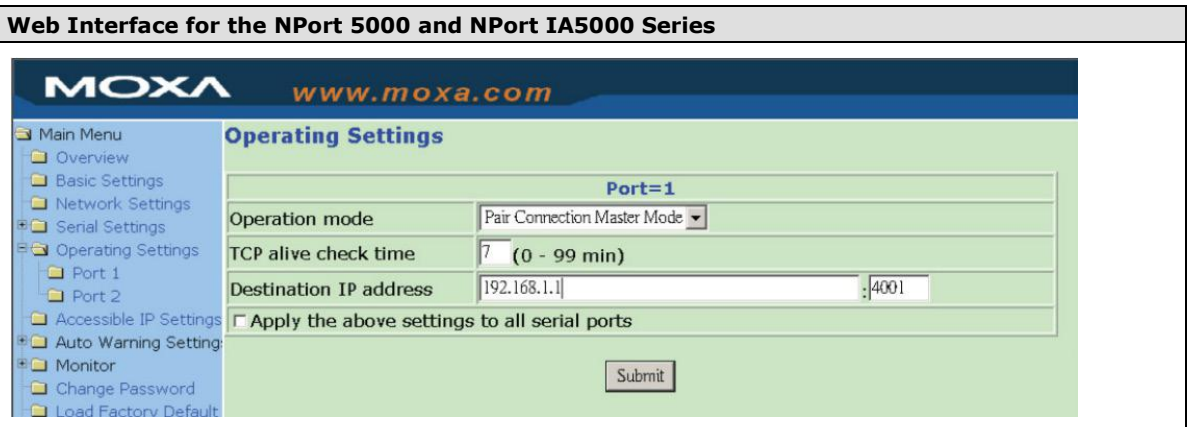 Web Interface for the NPort 5000 and NPort IA5000 Series
MOXA www.moxa.com
Main Menu
Overview
Basic Settings
Network Settings
Serial Settings
Operating Settings
Port 1
Port 2
Accessible IP Settings
Auto Warning Setting
Monitor
Change Password
Load Factory Default
Operating Settings
Port=1
Operation mode Pair Connection Master Mode
TCP alive check time 7 (0 - 99 min)
Destination IP address 192.168.1.1 :4001
Apply the above settings to all serial ports
Submit